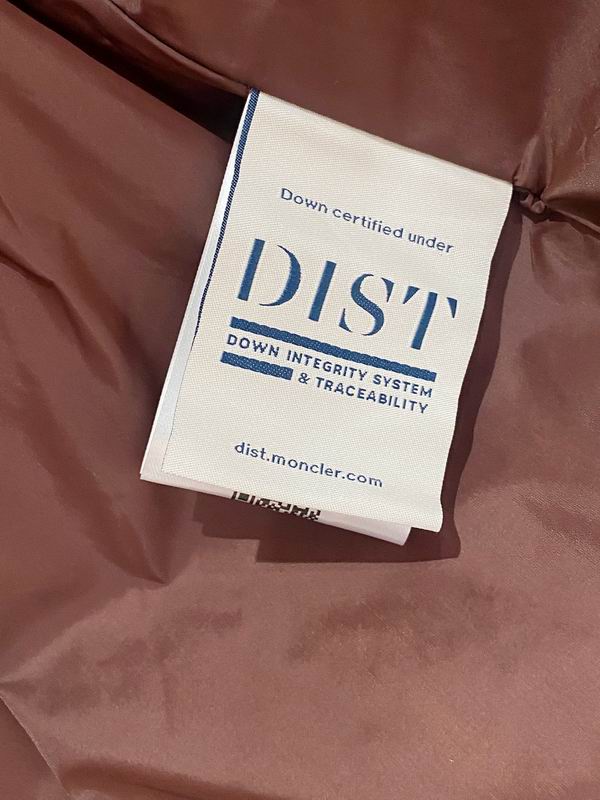 Down certified under
DIST
DOWN INTEGRITY SYSTEM
& TRACEABILITY
dist.moncler.com